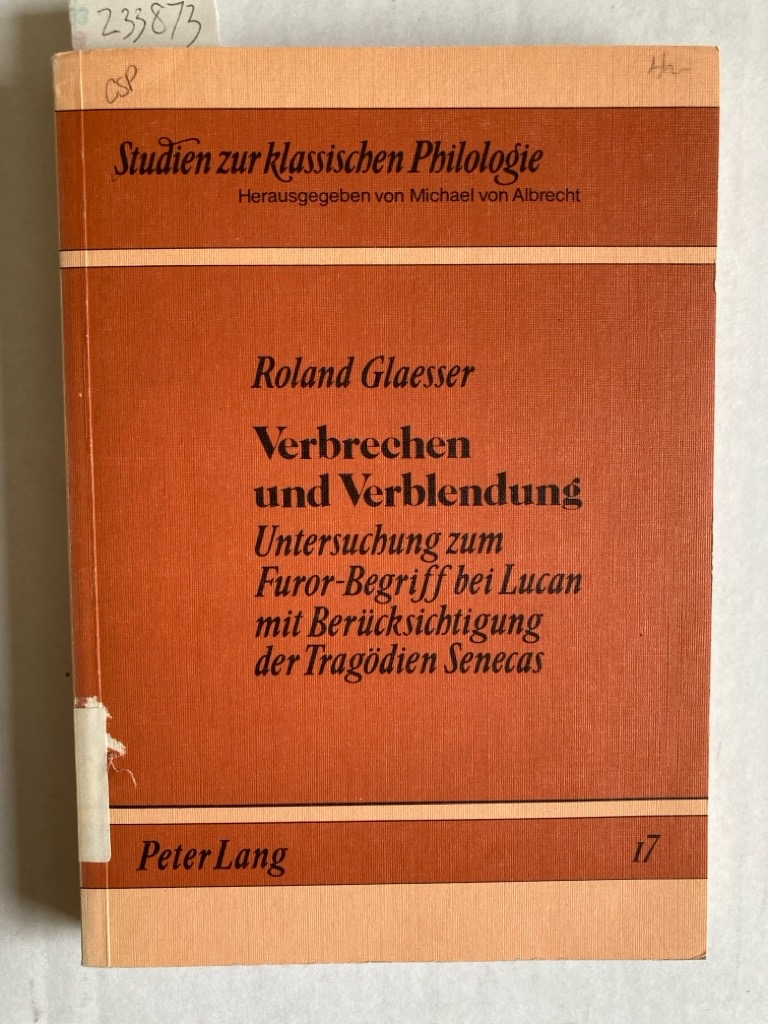 233873
CSP
Studien zur klassischen Philologie
Herausgegeben von Michael von Albrecht
Roland Glaesser
Verbrechen
und Verblendung
Untersuchung zum
Furor-Begriff bei Lucan
mit Berücksichtigung
der Tragödien Senecas
Peter Lang 17